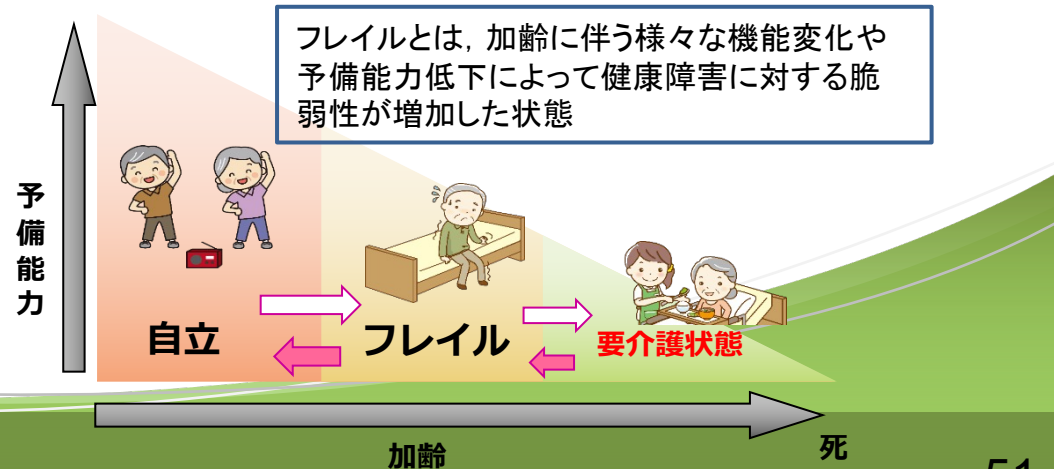 フレイルとは，加齢に伴う様々な機能変化や
予備能力低下によって健康障害に対する脆
弱性が増加した状態
予備能力
自立
フレイル
要介護状態
加齢
死